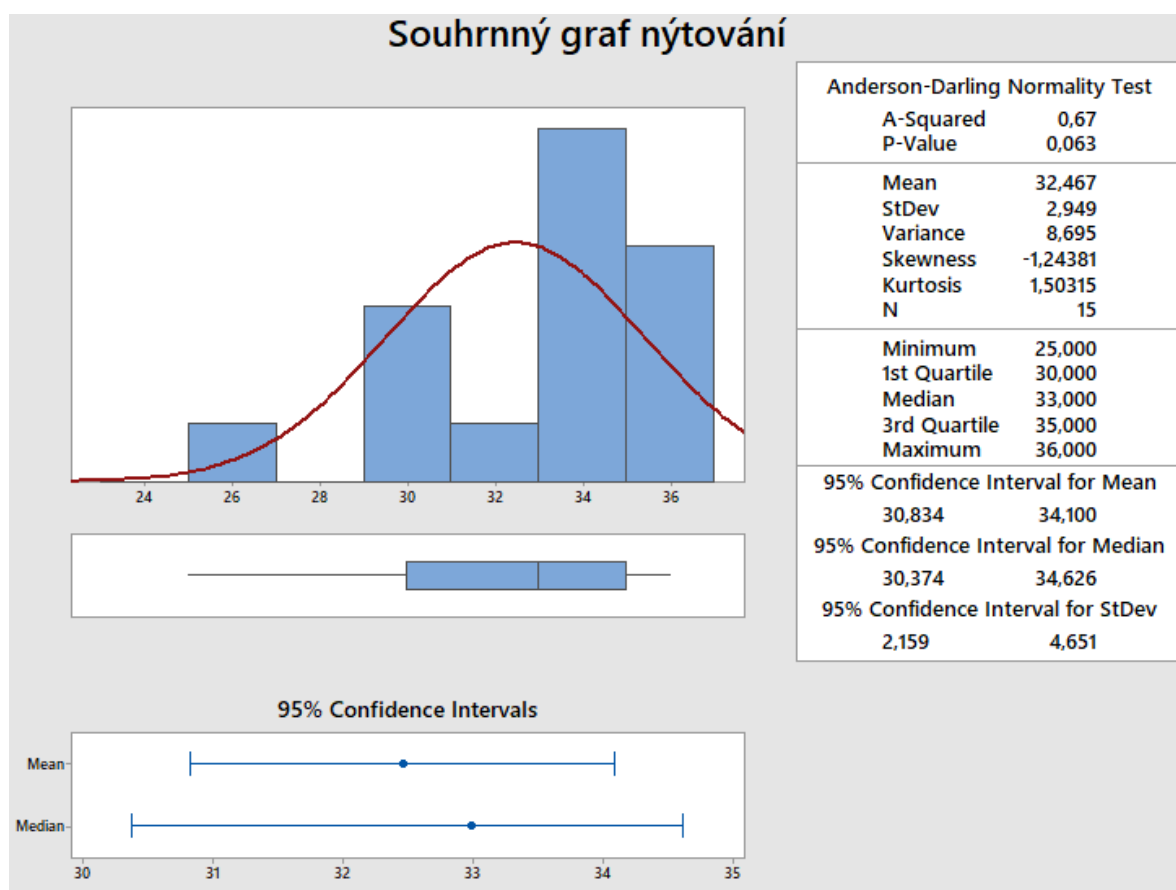 Souhrnný graf nýtování
24 26 28 30 32 34 36
Anderson-Darling Normality Test
A-Squared 0,67
P-Value 0,063
Mean 32,467
StDev 2,949
Variance 8,695
Skewness -1,24381
Kurtosis 1,50315
N 15
Minimum 25,000
1st Quartile 30,000
Median 33,000
3rd Quartile 35,000
Maximum 36,000
95% Confidence Interval for Mean
30,834 34,100
95% Confidence Interval for Median
30,374 34,626
95% Confidence Interval for StDev
2,159 4,651
95% Confidence Intervals
Mean
Median
30 31 32 33 34 35